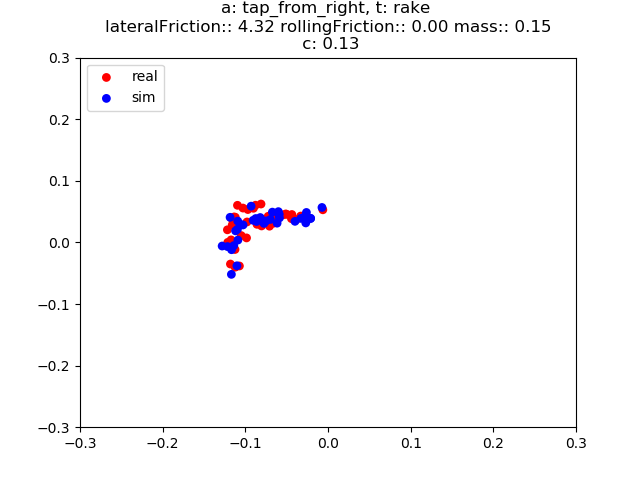 a: tap_from_right, t: rake
lateralFriction:: 4.32 rollingFriction:: 0.00 mass:: 0.15
c: 0.13
real
sim
0.3
0.2
0.1
0.0
−0.1
−0.2
−0.3
−0.3
−0.2
−0.1
0.0
0.1
0.2
0.3